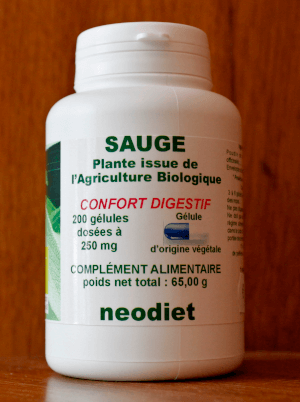 SAUGE
Plante issue de
l'Agriculture Biologique
CONFORT DIGESTIF
200 gélules
dosées à
250 mg
Gélule
d'origine végétale
COMPLÉMENT ALIMENTAIRE
poids net total : 65,00 g
neodiet